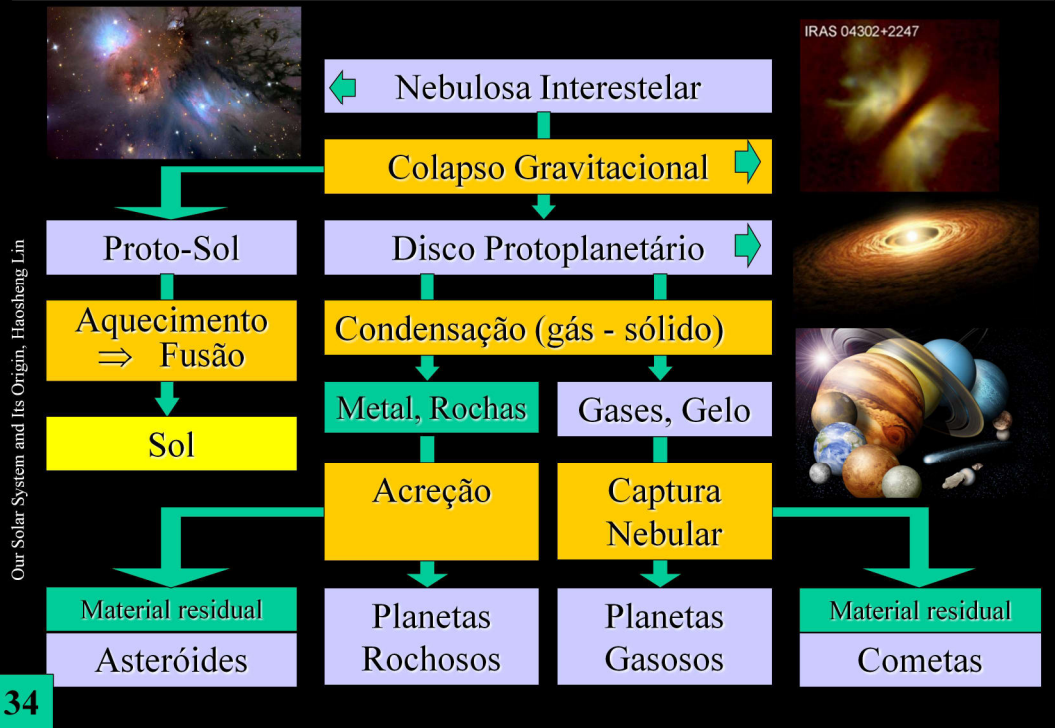 IRAS 04302+2247
Nebulosa Interestelar
Colapso Gravitacional
Proto-Sol
Disco Protoplanetário
Aquecimento
⇒ Fusão
Condensação (gás - sólido)
Metal, Rochas
Gases, Gelo
Sol
Acreção
Captura
Nebular
Material residual
Asteróides
Planetas
Rochosos
Planetas
Gasosos
Material residual
Cometas
Our Solar System and Its Origin, Haosheng Lin
34